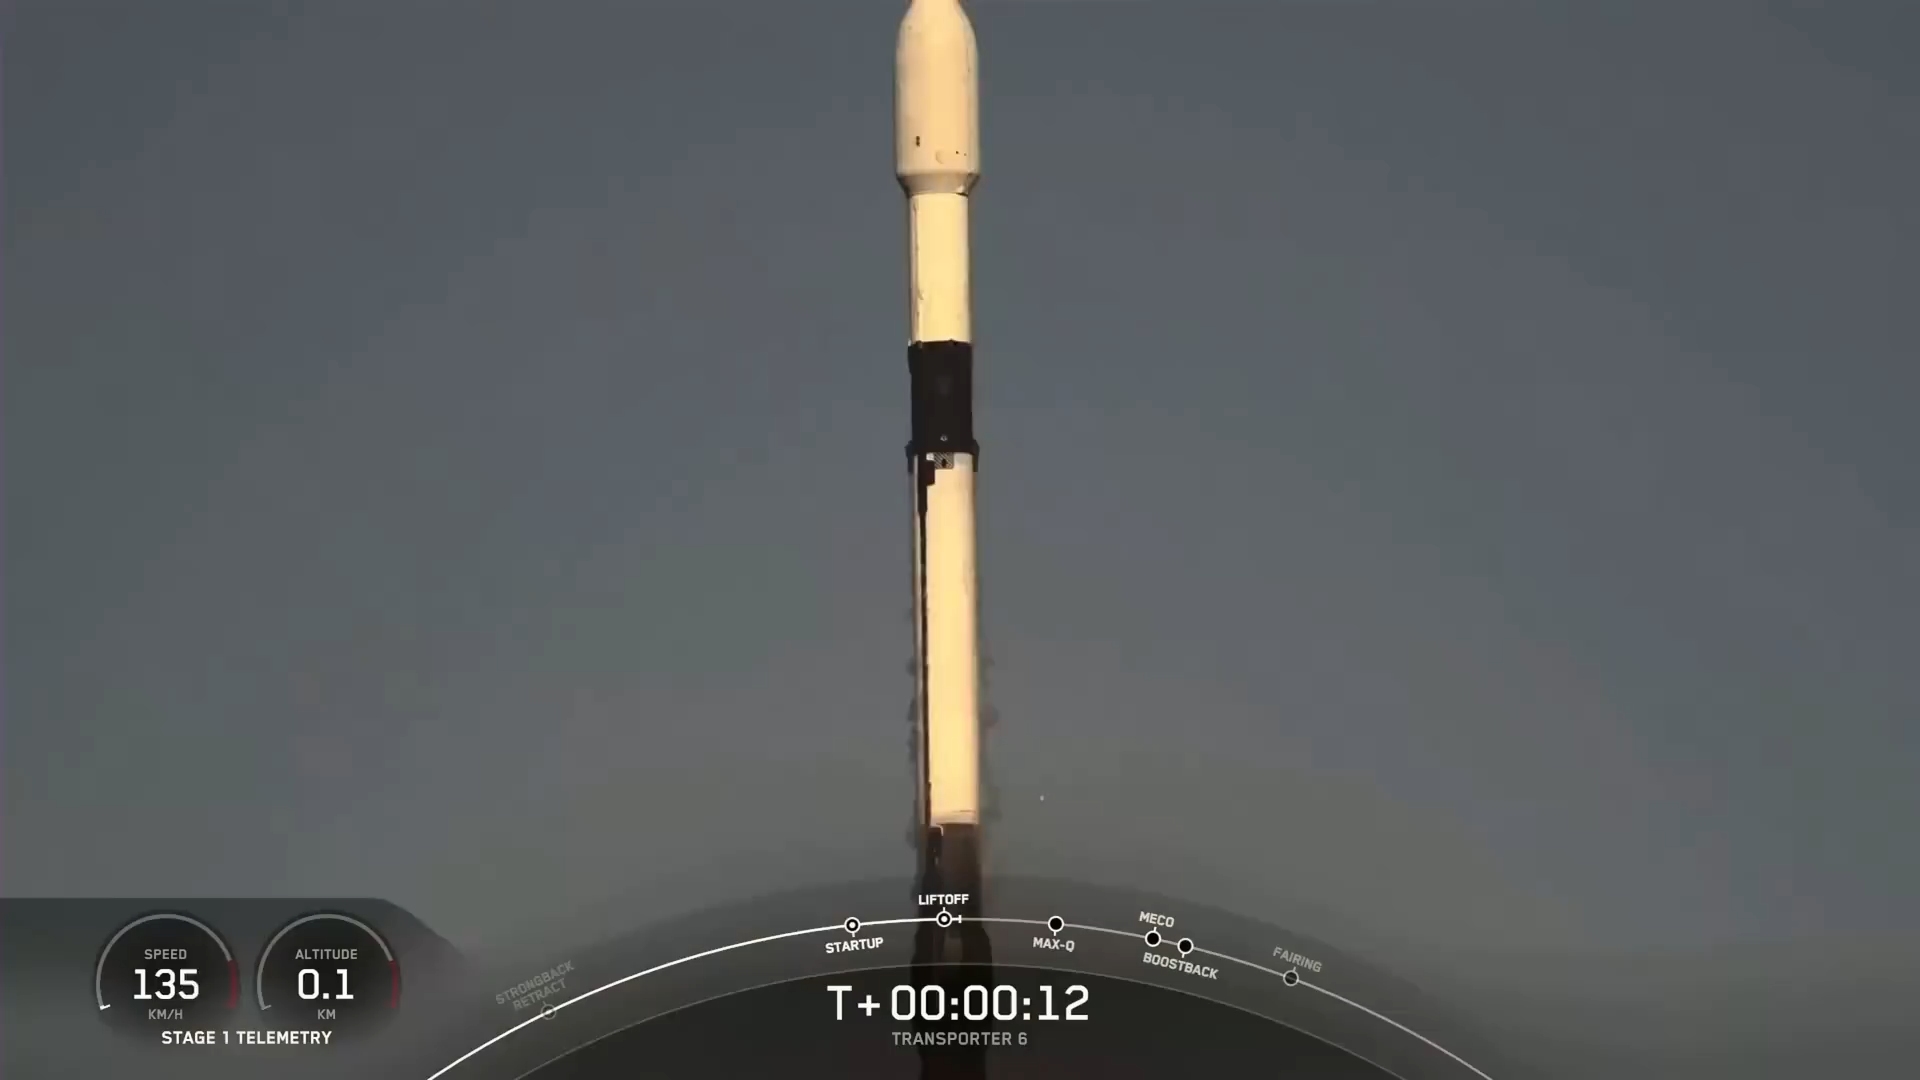 LIFTOFF
STARTUP
MAX-Q
MECO
BOOSTBACK
FAIRING
STRONGBACK
RETRACT
SPEED
135
KM/H
ALTITUDE
0.1
KM
STAGE 1 TELEMETRY
T+00:00:12
TRANSPORTER 6